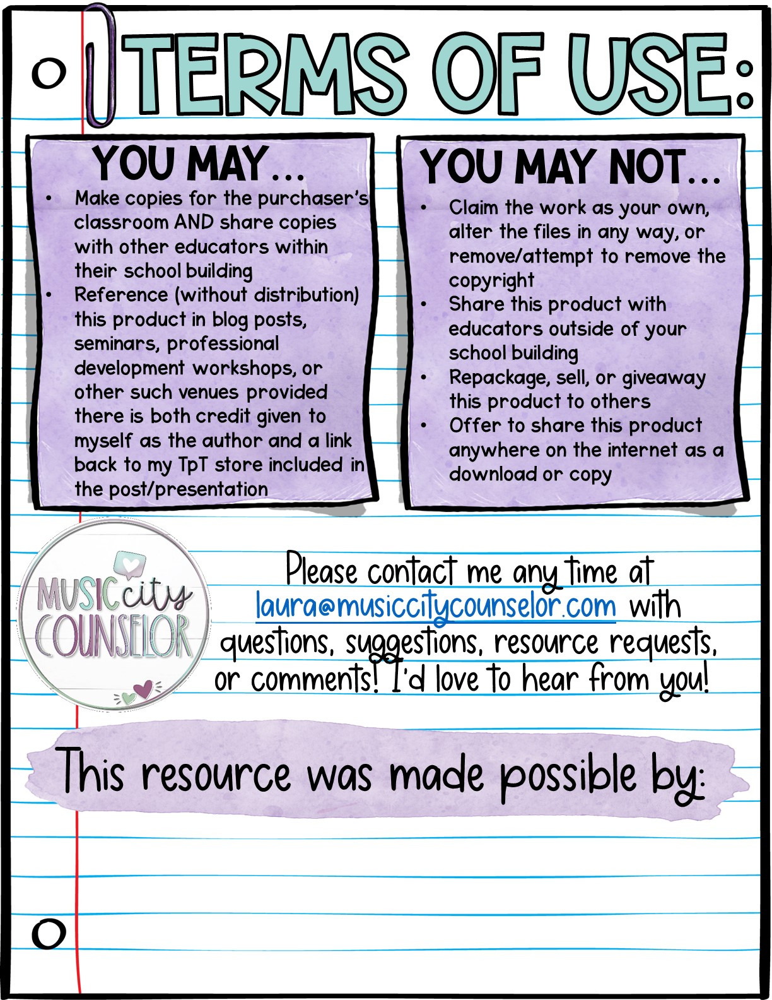 TERMS OF USE:
YOU MAY...
• Make copies for the purchaser's
classroom AND share copies
with other educators within
their school building
• Reference (without distribution)
this product in blog posts,
seminars, professional
development workshops, or
other such venues provided
there is both credit given to
myself as the author and a link
back to my TpT store included in
the post/presentation
YOU MAY NOT...
• Claim the work as your own,
alter the files in any way, or
remove/attempt to remove the
copyright
• Share this product with
educators outside of your
school building
• Repackage, sell, or giveaway
this product to others
• Offer to share this product
anywhere on the internet as a
download or copy
MUSIC city
COUNSELOR
Please contact me any time at
laura@musiccitycounselor.com with
questions, suggestions, resource requests,
or comments! I'd love to hear from you!
This resource was made possible by: